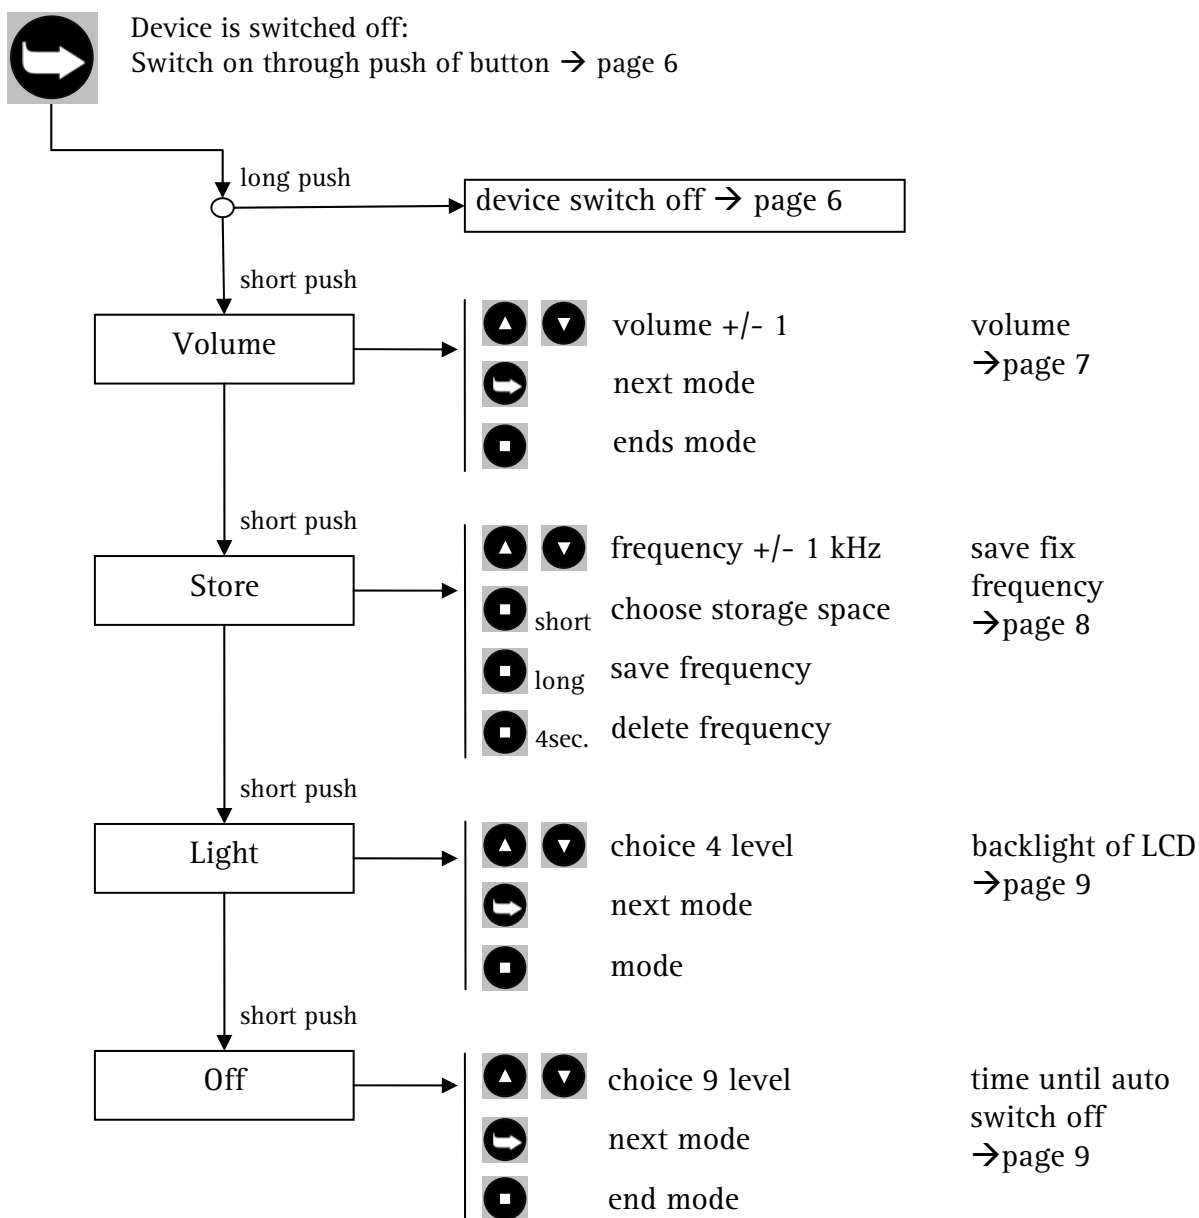 Device is switched off:
Switch on through push of button → page 6
long push
device switch off → page 6
short push
Volume
volume +/- 1
volume
→page 7
next mode
ends mode
short push
Store
frequency +/- 1 kHz
save fix
frequency
→page 8
short choose storage space
long save frequency
4sec. delete frequency
short push
Light
choice 4 level
backlight of LCD
→page 9
next mode
mode
short push
Off
choice 9 level
time until auto
switch off
→page 9
next mode
end mode